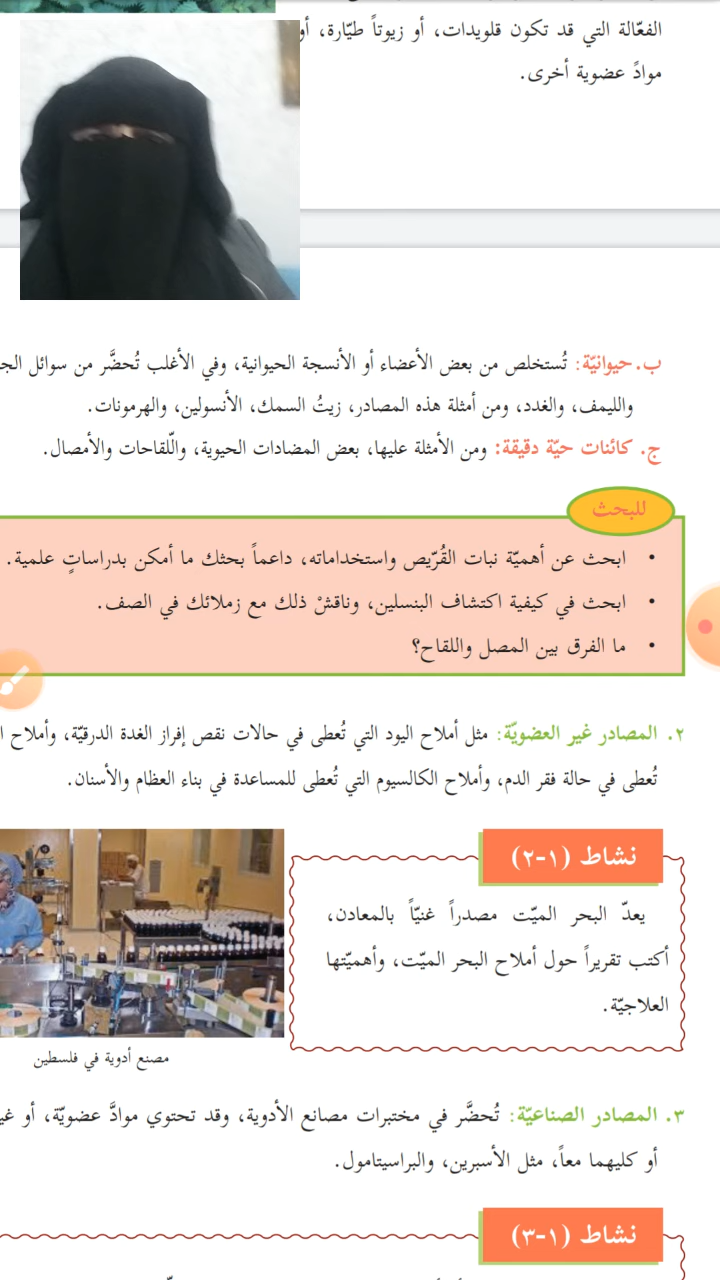 الفعّالة التي قد تكون قلويدات، أو زيوتاً طيّارة، أو
موادَّ عضوية أخرى.
ب. حيوانيّة: تُستخلص من بعض الأعضاء أو الأنسجة الحيوانية، وفي الأغلب تُحضَّر من سوائل
والليمف، والغدد، ومن أمثلة هذه المصادر، زيتُ السمك، الأنسولين، والهرمونات.
ج. كائنات حيّة دقيقة: ومن الأمثلة عليها، بعض المضادات الحيوية، واللّقاحات والأمصال.
للبحث
• ابحث عن أهميّة نبات القُرّيص واستخداماته، داعماً بحثك ما أمكن بدراساتٍ علمية.
• ابحث في كيفية اكتشاف البنسلين، وناقشْ ذلك مع زملائك في الصف.
• ما الفرق بين المصل واللقاح؟
٢. المصادر غير العضويّة: مثل أملاح اليود التي تُعطى في حالات نقص إفراز الغدة الدرقيّة، وأملاح
تُعطى في حالة فقر الدم، وأملاح الكالسيوم التي تُعطى للمساعدة في بناء العظام والأسنان.
نشاط (١-٢)
يعدّ البحر الميّت مصدراً غنيّاً بالمعادن،
أكتب تقريراً حول أملاح البحر الميّت، وأهميّتها
العلاجيّة.
مصنع أدوية في فلسطين
٣. المصادر الصناعيّة: تُحضَّر في مختبرات مصانع الأدوية، وقد تحتوي موادَّ عضويّة، أو
أو كليهما معاً، مثل الأسبرين، والبراسيتامول.
نشاط (١-٣)